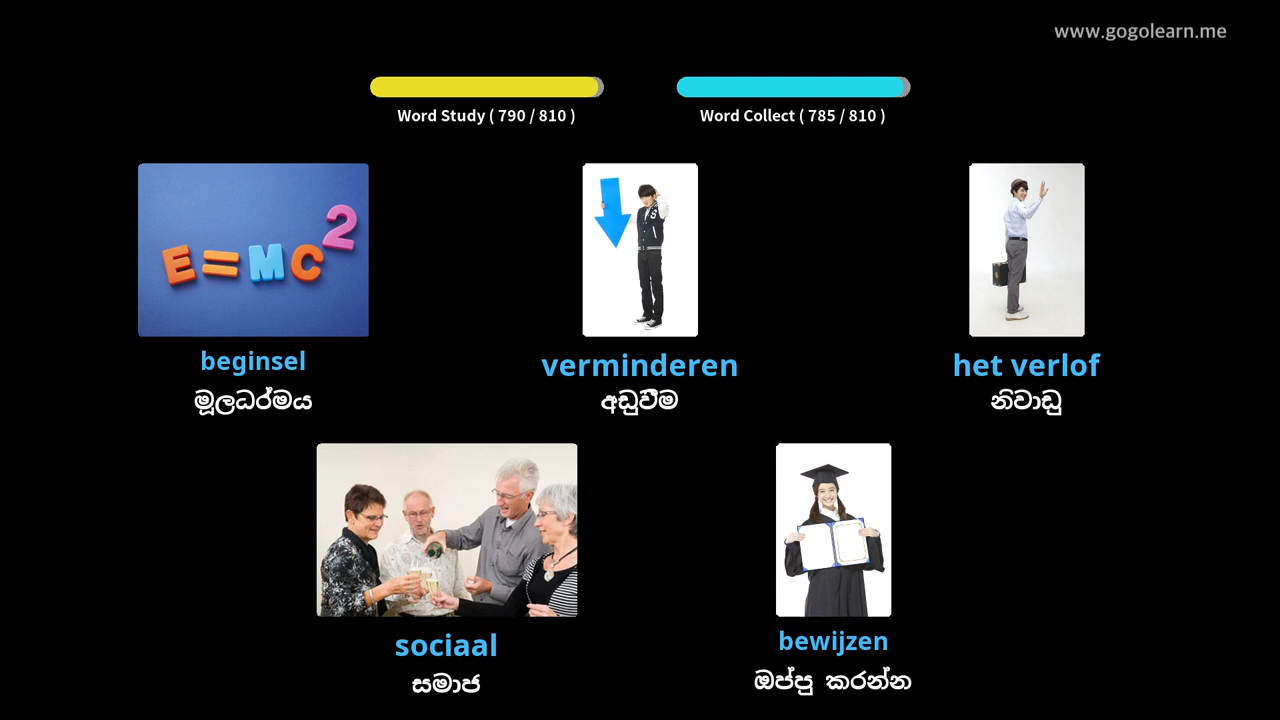 www.gogolearn.me
Word Study ( 790 / 810 )
Word Collect ( 785 / 810 )
E=MC2
beginsel
මූලධර්මය
verminderen
අඩුවීම
het verlof
නිවාඩු
S
sociaal
සමාජ
bewijzen
ඔප්පු කරන්න